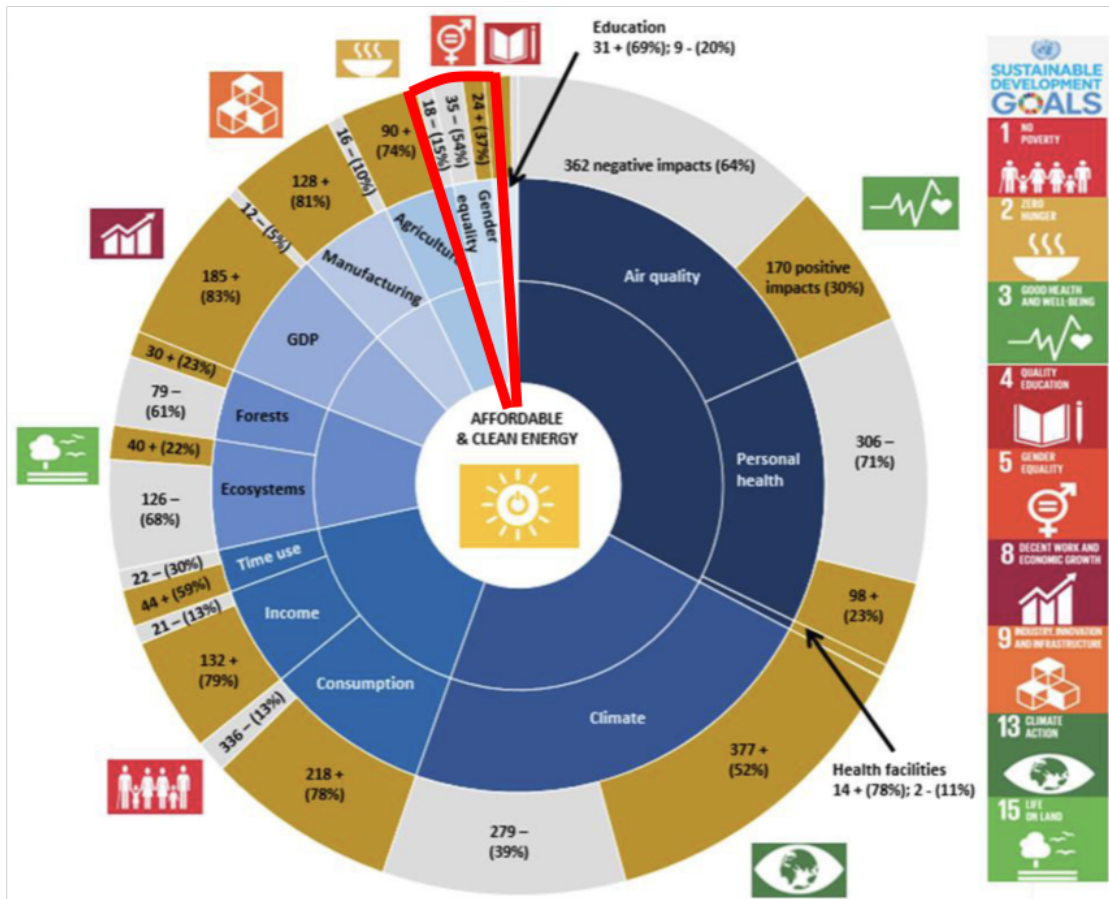 Education
31 + (69%); 9 - (20%)
362 negative impacts (64%)
170 positive
impacts (30%)
Air quality
306 –
(71%)
Personal
health
98 +
(23%)
Health facilities
14 + (78%); 2 - (11%)
377 +
(52%)
Climate
279 –
(39%)
218 +
(78%)
Consumption
336 – (13%)
132 +
(79%)
Income
21 – (13%)
44 + (59%)
Time use
22 – (30%)
126 –
(68%)
Ecosystems
40 + (22%)
79 –
(61%)
Forests
30 + (23%)
185 +
(83%)
GDP
12 – (5%)
128 +
(81%)
Manufacturing
16 – (10%)
90 +
(74%)
Agriculture
18 – (15%)
35 –
(54%)
24 +
(37%)
Gender
equality
AFFORDABLE
& CLEAN ENERGY
SUSTAINABLE
DEVELOPMENT
GOALS
1 NO
POVERTY
2 ZERO
HUNGER
3 GOOD HEALTH
AND WELL-BEING
4 QUALITY
EDUCATION
5 GENDER
EQUALITY
8 DECENT WORK AND
ECONOMIC GROWTH
9 INDUSTRY, INNOVATION
AND INFRASTRUCTURE
13 CLIMATE
ACTION
15 LIFE
ON LAND